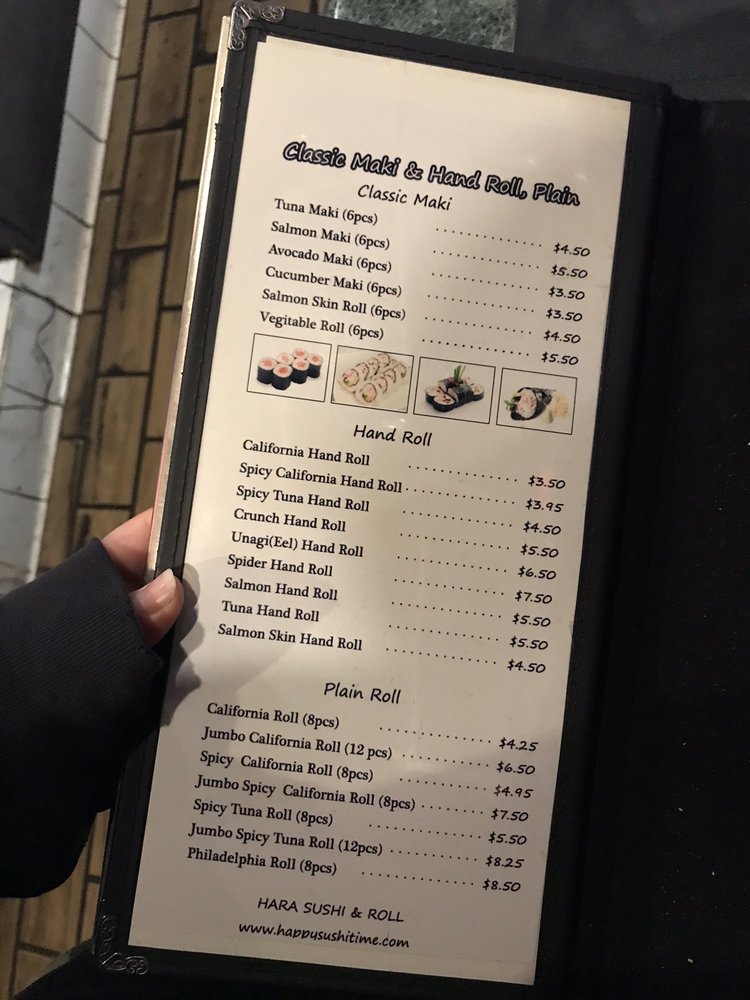 Classic Maki & Hand Roll, Plain
Classic Maki
Tuna Maki (6pcs) $4.50
Salmon Maki (6pcs) $5.50
Avocado Maki (6pcs) $3.50
Cucumber Maki (6pcs) $3.50
Salmon Skin Roll (6pcs) $4.50
Vegitable Roll (6pcs) $5.50
Hand Roll
California Hand Roll $3.50
Spicy California Hand Roll $3.95
Spicy Tuna Hand Roll $4.50
Crunch Hand Roll $5.50
Unagi(Eel) Hand Roll $6.50
Spider Hand Roll $7.50
Salmon Hand Roll $5.50
Tuna Hand Roll $5.50
Salmon Skin Hand Roll $4.50
Plain Roll
California Roll (8pcs) $4.25
Jumbo California Roll (12 pcs) $6.50
Spicy California Roll (8pcs) $4.95
Jumbo Spicy California Roll (8pcs) $7.50
Spicy Tuna Roll (8pcs) $5.50
Jumbo Spicy Tuna Roll (12pcs) $8.25
Philadelphia Roll (8pcs) $8.50
HARA SUSHI & ROLL
www.happysushitime.com